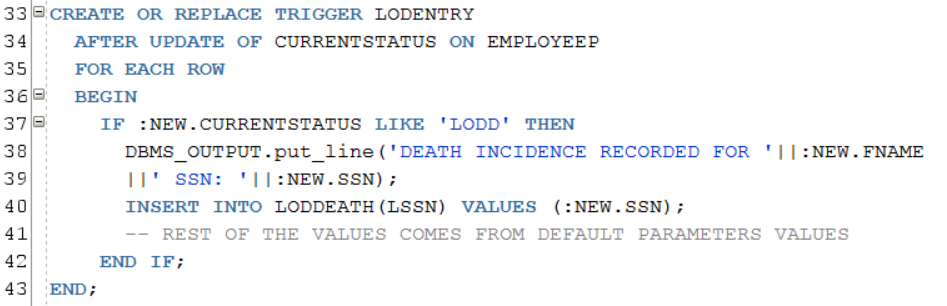 33 CREATE OR REPLACE TRIGGER LODENTRY
34 AFTER UPDATE OF CURRENTSTATUS ON EMPLOYEEP
35 FOR EACH ROW
36 BEGIN
37 IF :NEW.CURRENTSTATUS LIKE 'LODD' THEN
38 DBMS_OUTPUT.put_line('DEATH INCIDENCE RECORDED FOR '||:NEW.FNAME
39 ||' SSN: '||:NEW.SSN);
40 INSERT INTO LODDEATH(LSSN) VALUES (:NEW.SSN);
41 -- REST OF THE VALUES COMES FROM DEFAULT PARAMETERS VALUES
42 END IF;
43 END;